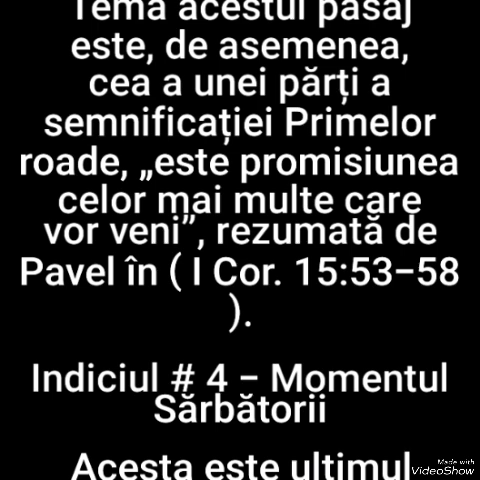 Tema acestui pasaj
este, de asemenea,
cea a unei părți a
semnificației Primelor
roade, „este promisiunea
celor mai multe care
vor veni”, rezumată de
Pavel în ( I Cor. 15:53–58
).
Indiciul # 4 – Momentul
Sărbătorii
Acesta este ultimul
Made with
VideoShow